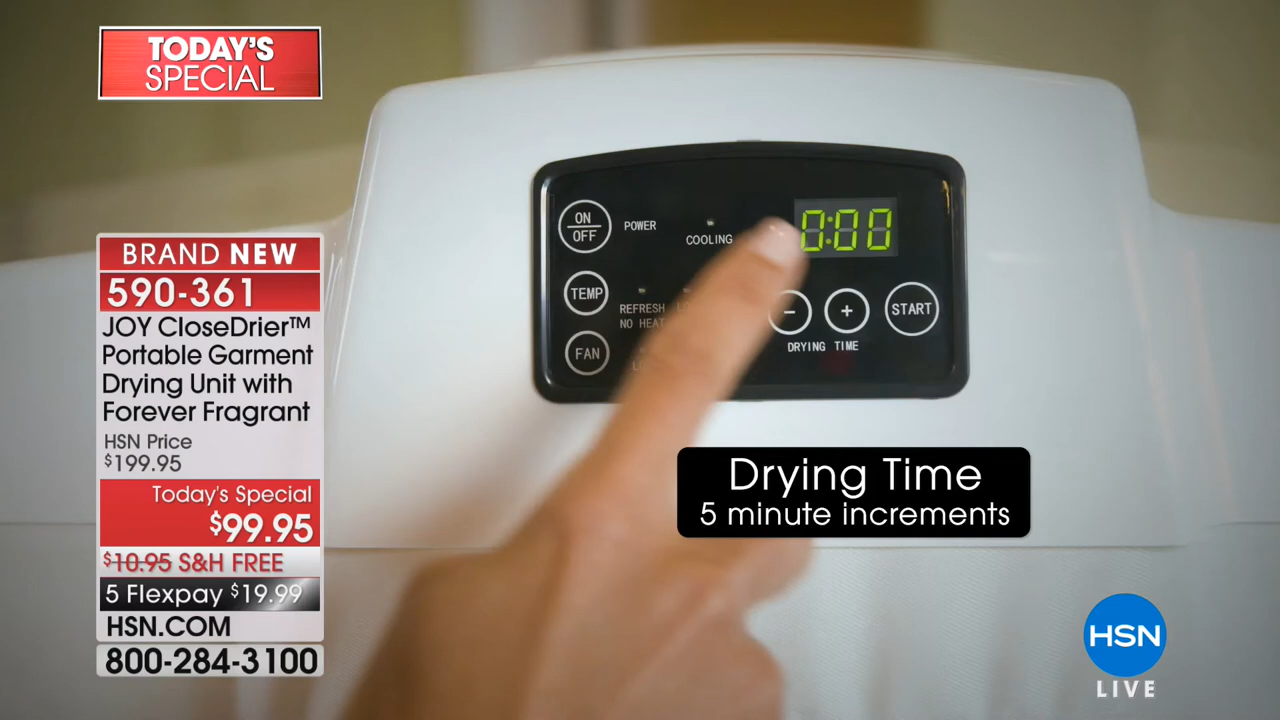 TODAY'S
SPECIAL
BRAND NEW
590-361
JOY CloseDrier™
Portable Garment
Drying Unit with
Forever Fragrant
HSN Price
$199.95
Today's Special
$99.95
$10.95 S&H FREE
5 Flexpay $19.99
HSN.COM
800-284-3100
ON
OFF
POWER
COOLING
0:00
TEMP
REFRESH
NO HEAT
- + START
DRYING TIME
FAN
Drying Time
5 minute increments
HSN
LIVE